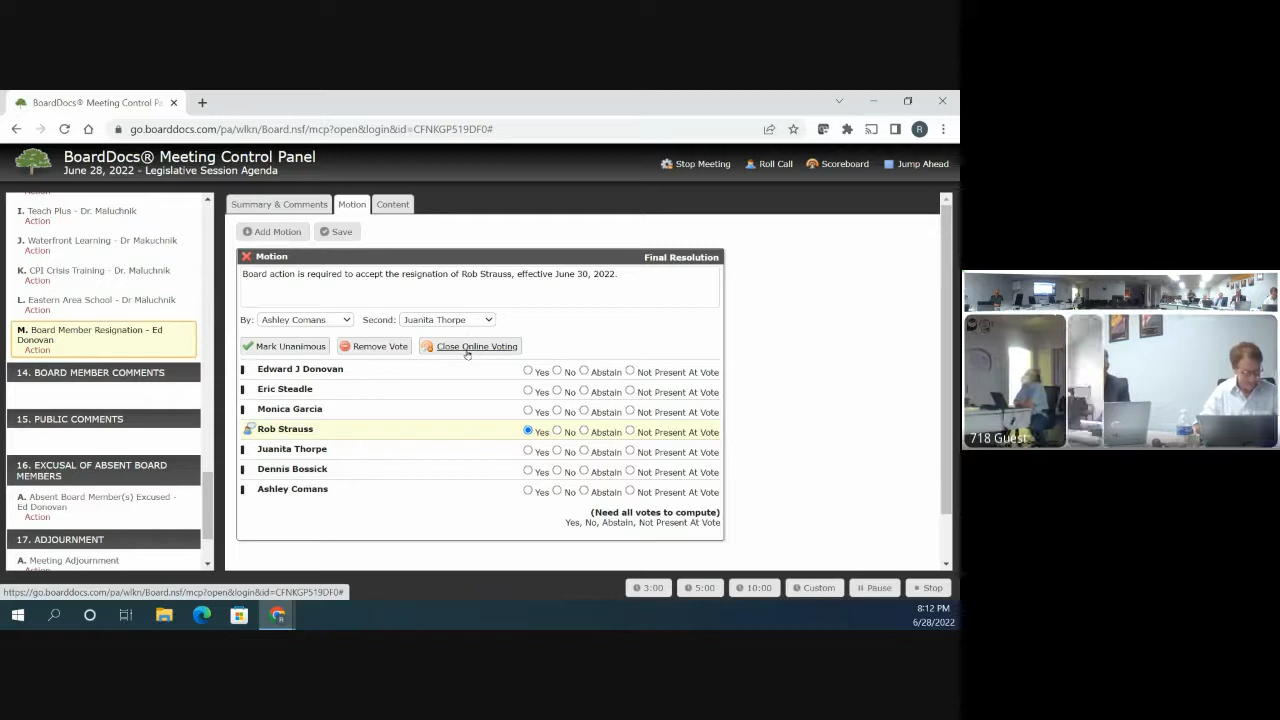 BoardDocs® Meeting Control Pa
go.boarddocs.com/pa/wlkn/Board.nsf/mcp?open&login&id=CFNKGP519DF0#
R
BoardDocs® Meeting Control Panel
June 28, 2022 - Legislative Session Agenda
Stop Meeting Roll Call Scoreboard Jump Ahead
I. Teach Plus - Dr. Maluchnik
Action
J. Waterfront Learning - Dr Makuchnik
Action
K. CPI Crisis Training - Dr. Maluchnik
Action
L. Eastern Area School - Dr Maluchnik
Action
M. Board Member Resignation - Ed
Donovan
Action
14. BOARD MEMBER COMMENTS
15. PUBLIC COMMENTS
16. EXCUSAL OF ABSENT BOARD
MEMBERS
A. Absent Board Member(s) Excused -
Ed Donovan
Action
17. ADJOURNMENT
A. Meeting Adjournment
Summary & Comments Motion Content
Add Motion Save
Motion Final Resolution
Board action is required to accept the resignation of Rob Strauss, effective June 30, 2022.
By: Ashley Comans Second: Juanita Thorpe
Mark Unanimous Remove Vote Close Online Voting
Edward J Donovan Yes No Abstain Not Present At Vote
Eric Steadle Yes No Abstain Not Present At Vote
Monica Garcia Yes No Abstain Not Present At Vote
Rob Strauss Yes No Abstain Not Present At Vote
Juanita Thorpe Yes No Abstain Not Present At Vote
Dennis Bossick Yes No Abstain Not Present At Vote
Ashley Comans Yes No Abstain Not Present At Vote
(Need all votes to compute)
Yes, No, Abstain, Not Present At Vote
3:00 5:00 10:00 Custom Pause Stop
https://go.boarddocs.com/pa/wlkn/Board.nsf/mcp?open&login&id=CFNKGP519DF0#
8:12 PM
6/28/2022
718 Guest